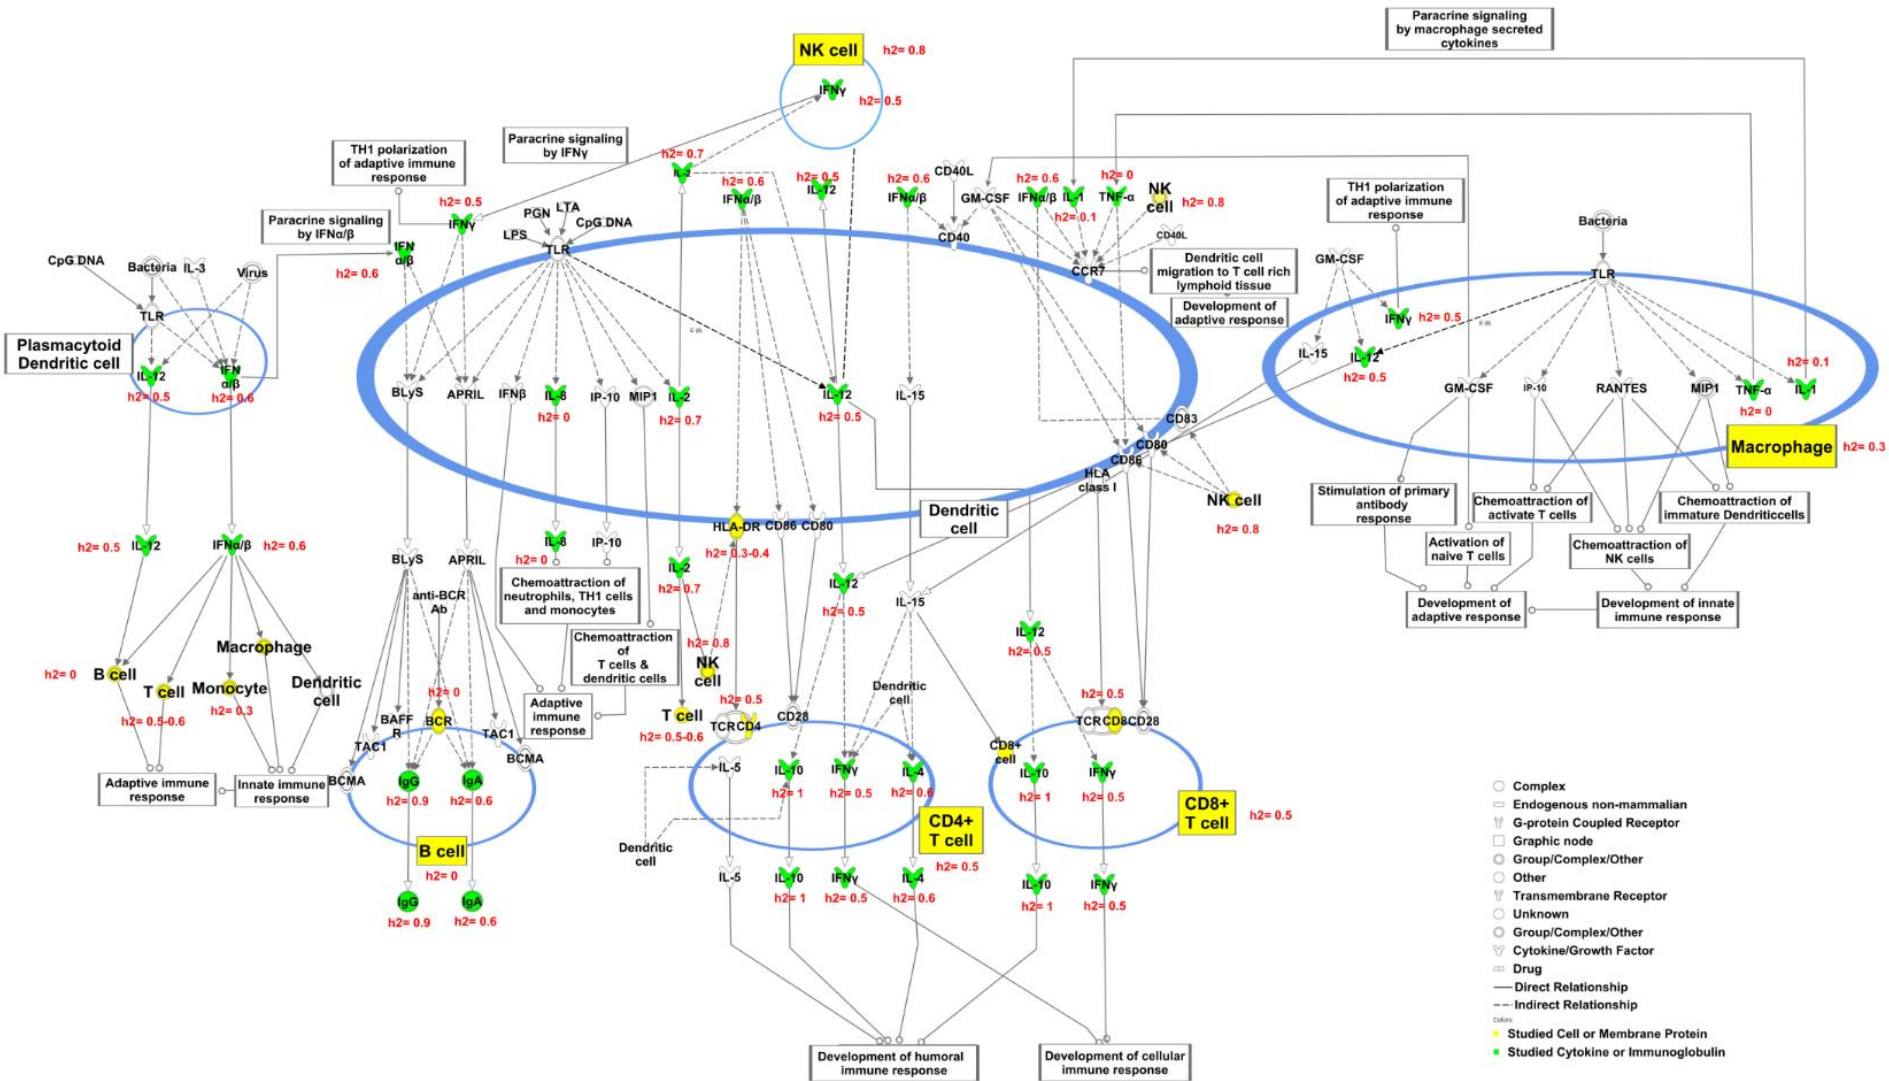 Paracrine signaling
by macrophage secreted
cytokines
NK cell
h2= 0.8
IFNγ
h2= 0.5
Paracrine signaling
by IFNγ
TH1 polarization
of adaptive immune
response
h2= 0.7
IL-2
h2= 0.6
IFNα/β
h2= 0.5
IL-12
h2= 0.6
IFNα/β
CD40L
GM-CSF
CD40
h2= 0.6
IFNα/β
IL-1
h2= 0.1
h2= 0
TNF-α
NK
cell
h2= 0.8
CD40L
CCR7
Dendritic cell
migration to T cell rich
lymphoid tissue
Development of
adaptive response
TH1 polarization
of adaptive immune
response
Bacteria
GM-CSF
TLR
Paracrine signaling
by IFNα/β
h2= 0.5
IFNγ
IFN
α/β
h2= 0.6
PGN
LTA
CpG DNA
LPS
TLR
CpG DNA
Bacteria
IL-3
Virus
TLR
Plasmacytoid
Dendritic cell
IL-12
h2= 0.5
IFN
α/β
h2= 0.6
BLyS
APRIL
IFNβ
IL-8
h2= 0
IP-10
MIP1
IL-2
h2= 0.7
IL-12
h2= 0.5
IL-15
CD83
CD80
CD86
HLA
class I
IFNγ
h2= 0.5
IL-15
IL-12
h2= 0.5
GM-CSF
IP-10
RANTES
MIP1
TNF-α
h2= 0
h2= 0.1
IL-1
Macrophage
h2= 0.3
NK cell
h2= 0.8
Dendritic
cell
HLA-DR
CD86
CD80
h2= 0.3-0.4
Stimulation of primary
antibody
response
Chemoattraction of
activate T cells
Chemoattraction of
immature Dendriticcells
Activation of
naive T cells
Chemoattraction of
NK cells
Development of
adaptive response
Development of innate
immune response
h2= 0.5
IL-12
IFNα/β
h2= 0.6
BLyS
APRIL
anti-BCR
Ab
IL-8
h2= 0
IP-10
Chemoattraction of
neutrophils, TH1 cells
and monocytes
Chemoattraction
of
T cells &
dendritic cells
Adaptive
immune
response
IL-2
h2= 0.7
h2= 0.8
NK
cell
T cell
h2= 0.5-0.6
IL-12
h2= 0.5
IL-15
IL-12
h2= 0.5
h2= 0
B cell
T cell
h2= 0.5-0.6
Macrophage
Monocyte
h2= 0.3
Dendritic
cell
Adaptive immune
response
Innate immune
response
BCMA
TAC1
BAFF
R
h2= 0
BCR
TAC1
BCMA
IgG
h2= 0.9
IgA
h2= 0.6
B cell
h2= 0
IgG
h2= 0.9
IgA
h2= 0.6
h2= 0.5
TCR
CD4
CD28
Dendritic
cell
IL-5
IL-10
h2= 1
IFNγ
h2= 0.5
IL-4
h2= 0.6
CD4+
T cell
h2= 0.5
Dendritic
cell
IL-5
IL-10
h2= 1
IFNγ
h2= 0.5
IL-4
h2= 0.6
CD8+
cell
h2= 0.5
TCR
CD8
CD28
IL-10
h2= 1
IFNγ
h2= 0.5
CD8+
T cell
h2= 0.5
IL-10
h2= 1
IFNγ
h2= 0.5
Development of humoral
immune response
Development of cellular
immune response
Complex
Endogenous non-mammalian
G-protein Coupled Receptor
Graphic node
Group/Complex/Other
Other
Transmembrane Receptor
Unknown
Group/Complex/Other
Cytokine/Growth Factor
Drug
Direct Relationship
Indirect Relationship
Colors:
Studied Cell or Membrane Protein
Studied Cytokine or Immunoglobulin